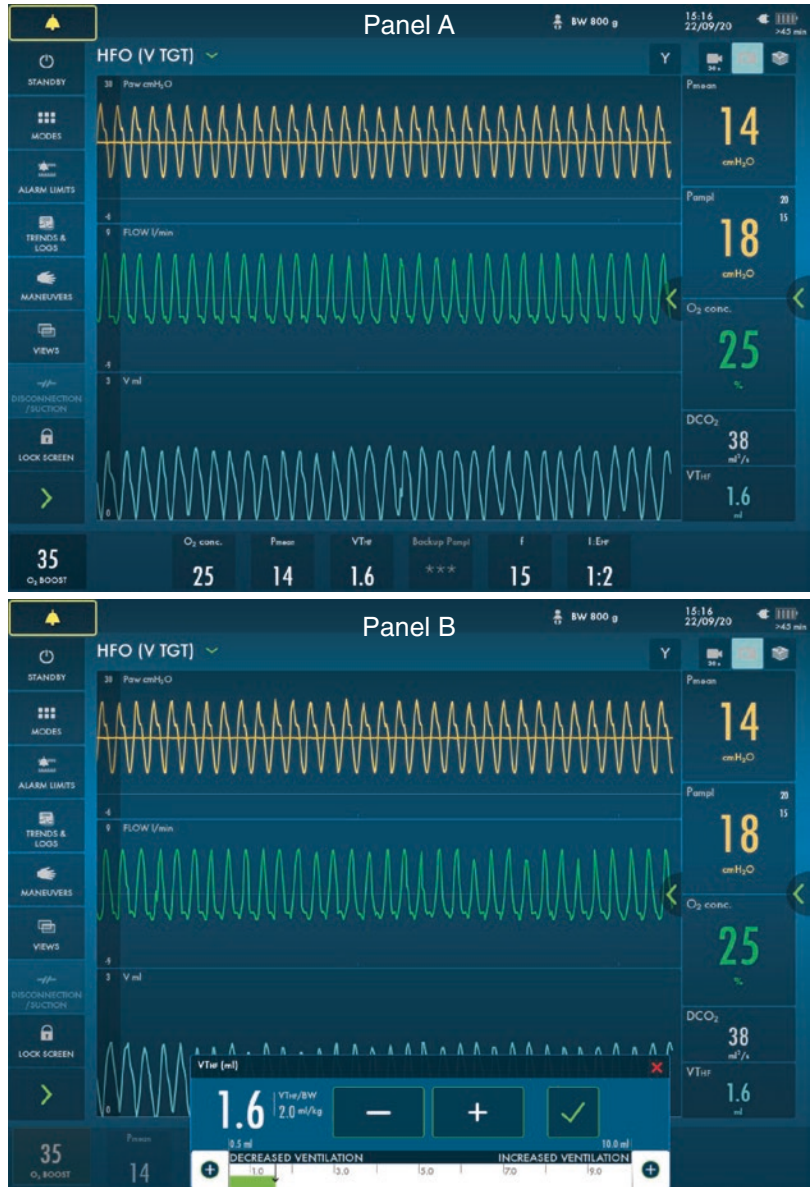 Panel A
BW 800 g
15:16
22/09/20
>45 min
HFO (V TGT)
Y
30 s
STANDBY
MODES
ALARM LIMITS
TRENDS &
LOGS
MANEUVERS
VIEWS
DISCONNECTION
/SUCTION
LOCK SCREEN
30 Paw cmH₂O
9 FLOW l/min
3 V ml
0
Pmean
14
cmH₂O
Pampl
20
15
18
cmH₂O
O₂ conc.
25
%
DCO₂
38
ml²/s
VTHF
1.6
ml
35
O₂ BOOST
O₂ conc.
25
Pmean
14
VTHF
1.6
Backup Pampl
***
f
15
I:EHF
1:2
Panel B
BW 800 g
15:16
22/09/20
>45 min
HFO (V TGT)
Y
30 s
STANDBY
MODES
ALARM LIMITS
TRENDS &
LOGS
MANEUVERS
VIEWS
DISCONNECTION
/SUCTION
LOCK SCREEN
30 Paw cmH₂O
9 FLOW l/min
3 V ml
0
Pmean
14
cmH₂O
Pampl
20
15
18
cmH₂O
O₂ conc.
25
%
DCO₂
38
ml²/s
VTHF
1.6
ml
VTHF (ml)
1.6
VTHF/BW
2.0 ml/kg
− +
0.5 ml 10.0 ml
DECREASED VENTILATION INCREASED VENTILATION
1.0 3.0 5.0 7.0 9.0
35
O₂ BOOST
Pmean
14